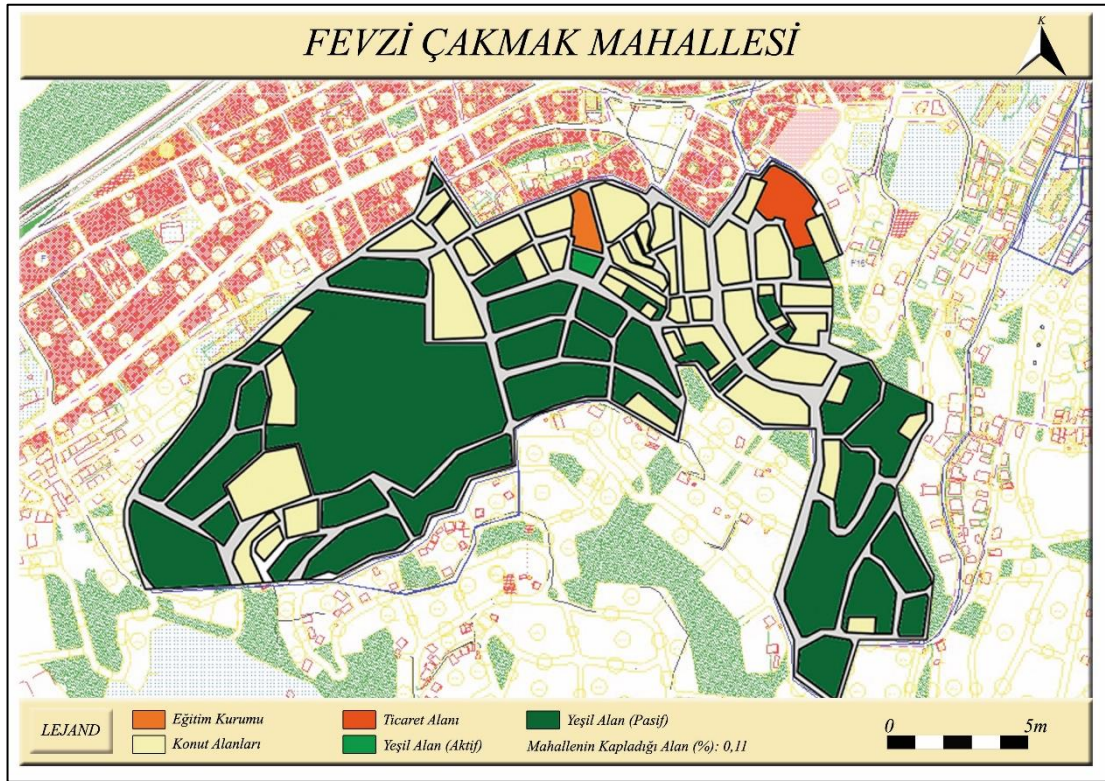 FEVZİ ÇAKMAK MAHALLESİ
K
F
LEJAND
Eğitim Kurumu
Ticaret Alanı
Yeşil Alan (Pasif)
Konut Alanları
Yeşil Alan (Aktif)
Mahallenin Kapladığı Alan (%): 0,11
0 5m